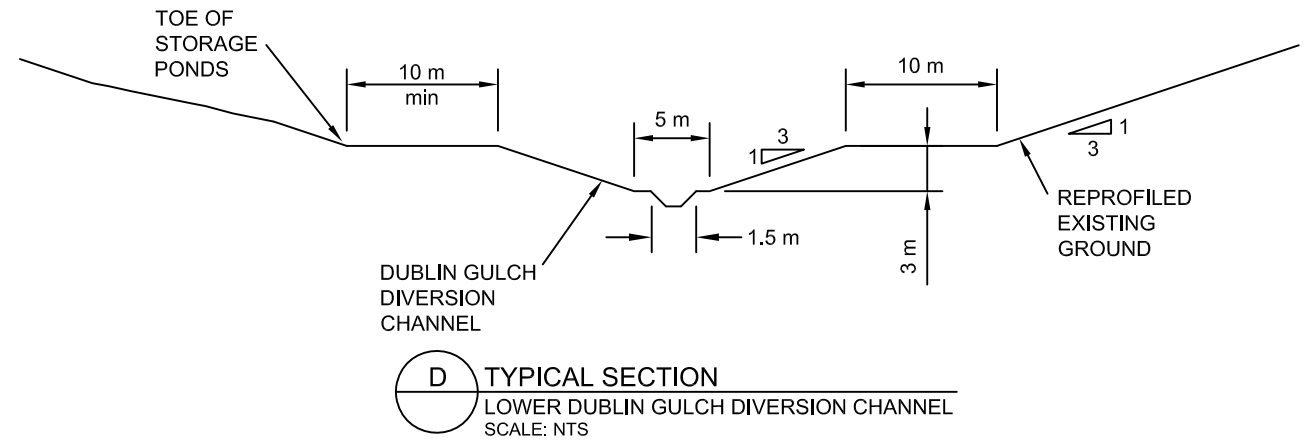 TOE OF
STORAGE
PONDS
10 m
min
5 m
3
1
10 m
1
3
REPROFILED
EXISTING
GROUND
1.5 m
3 m
DUBLIN GULCH
DIVERSION
CHANNEL
D
TYPICAL SECTION
LOWER DUBLIN GULCH DIVERSION CHANNEL
SCALE: NTS